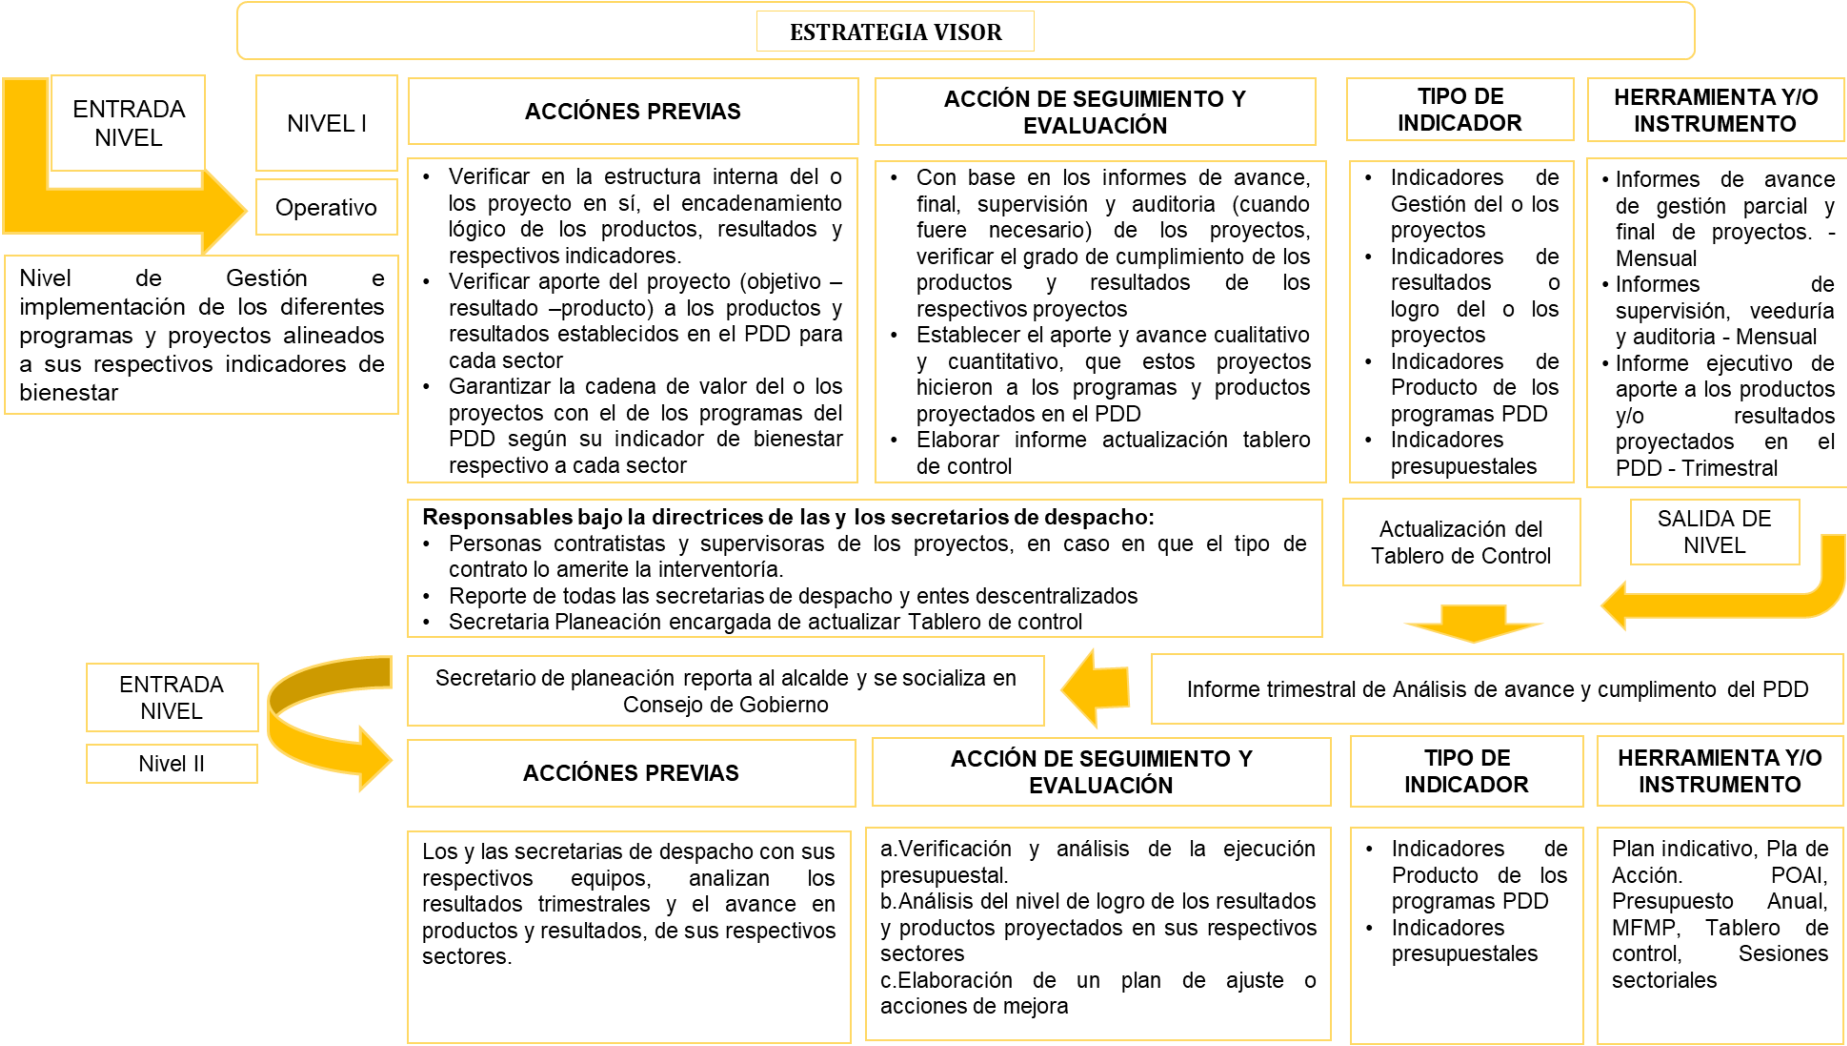 ESTRATEGIA VISOR
ENTRADA
NIVEL
NIVEL I
Operativo
Nivel de Gestión e
implementación de los diferentes
programas y proyectos alineados
a sus respectivos indicadores de
bienestar
ACCIÓNES PREVIAS
• Verificar en la estructura interna del o
los proyecto en sí, el encadenamiento
lógico de los productos, resultados y
respectivos indicadores.
• Verificar aporte del proyecto (objetivo –
resultado –producto) a los productos y
resultados establecidos en el PDD para
cada sector
• Garantizar la cadena de valor del o los
proyectos con el de los programas del
PDD según su indicador de bienestar
respectivo a cada sector
ACCIÓN DE SEGUIMIENTO Y
EVALUACIÓN
• Con base en los informes de avance,
final, supervisión y auditoria (cuando
fuere necesario) de los proyectos,
verificar el grado de cumplimiento de los
productos y resultados de los
respectivos proyectos
• Establecer el aporte y avance cualitativo
y cuantitativo, que estos proyectos
hicieron a los programas y productos
proyectados en el PDD
• Elaborar informe actualización tablero
de control
TIPO DE
INDICADOR
• Indicadores de
Gestión del o los
proyectos
• Indicadores de
resultados o
logro del o los
proyectos
• Indicadores de
Producto de los
programas PDD
• Indicadores
presupuestales
HERRAMIENTA Y/O
INSTRUMENTO
• Informes de avance
de gestión parcial y
final de proyectos. -
Mensual
• Informes de
supervisión, veeduría
y auditoria - Mensual
• Informe ejecutivo de
aporte a los productos
y/o resultados
proyectados en el
PDD - Trimestral
Responsables bajo la directrices de las y los secretarios de despacho:
• Personas contratistas y supervisoras de los proyectos, en caso en que el tipo de
contrato lo amerite la interventoría.
• Reporte de todas las secretarias de despacho y entes descentralizados
• Secretaria Planeación encargada de actualizar Tablero de control
Actualización del
Tablero de Control
SALIDA DE
NIVEL
Informe trimestral de Análisis de avance y cumplimento del PDD
Secretario de planeación reporta al alcalde y se socializa en
Consejo de Gobierno
ENTRADA
NIVEL
Nivel II
ACCIÓNES PREVIAS
Los y las secretarias de despacho con sus
respectivos equipos, analizan los
resultados trimestrales y el avance en
productos y resultados, de sus respectivos
sectores.
ACCIÓN DE SEGUIMIENTO Y
EVALUACIÓN
a.Verificación y análisis de la ejecución
presupuestal.
b.Análisis del nivel de logro de los resultados
y productos proyectados en sus respectivos
sectores
c.Elaboración de un plan de ajuste o
acciones de mejora
TIPO DE
INDICADOR
• Indicadores de
Producto de los
programas PDD
• Indicadores
presupuestales
HERRAMIENTA Y/O
INSTRUMENTO
Plan indicativo, Pla de
Acción. POAI,
Presupuesto Anual,
MFMP, Tablero de
control, Sesiones
sectoriales